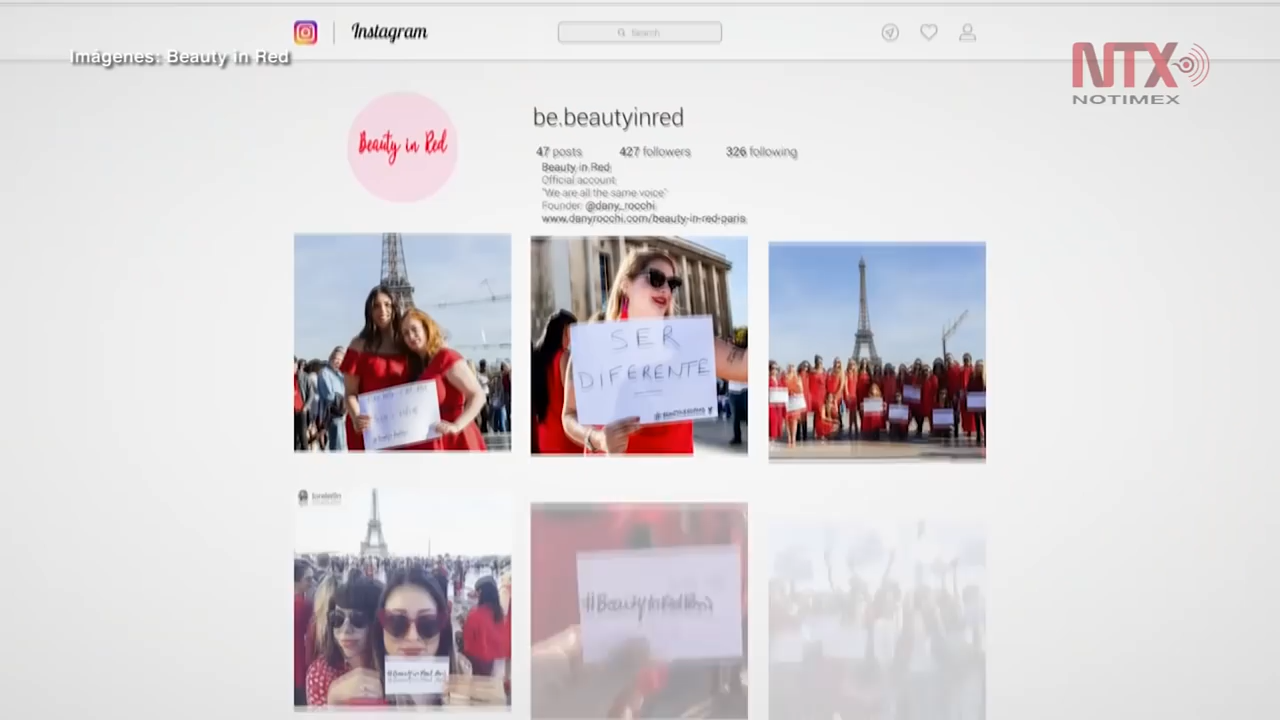 Instagram
Search
Imágenes: Beauty in Red
NTX
NOTIMEX
Beauty in Red
be.beautyinred
47 posts 427 followers 326 following
Beauty in Red
Official account
"We are all the same voice"
Founder: @dany_rocchi
www.danyrocchi.com/beauty-in-red-paris
SER
DIFERENTE
#BeautyInRedParis